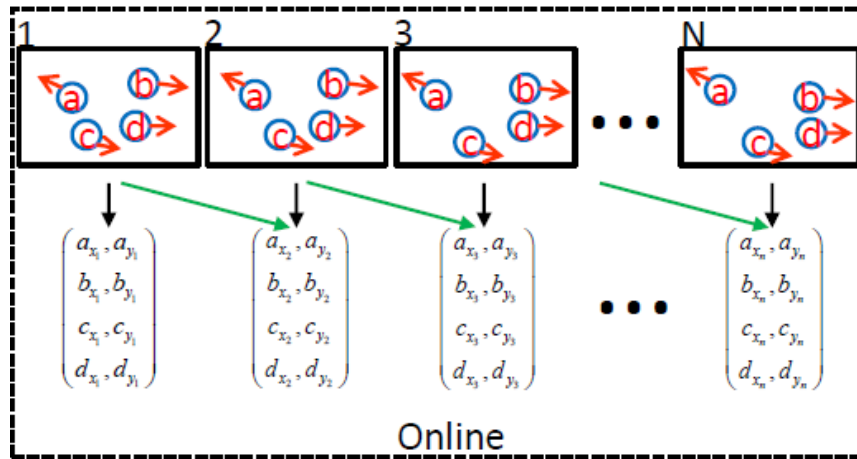 1 2 3 N
a b a b a b a b
c d c d c d ••• c d
a_{x_1}, a_{y_1} a_{x_2}, a_{y_2} a_{x_3}, a_{y_3} a_{x_n}, a_{y_n}
b_{x_1}, b_{y_1} b_{x_2}, b_{y_2} b_{x_3}, b_{y_3} ••• b_{x_n}, b_{y_n}
c_{x_1}, c_{y_1} c_{x_2}, c_{y_2} c_{x_3}, c_{y_3} c_{x_n}, c_{y_n}
d_{x_1}, d_{y_1} d_{x_2}, d_{y_2} d_{x_3}, d_{y_3} d_{x_n}, d_{y_n}
Online